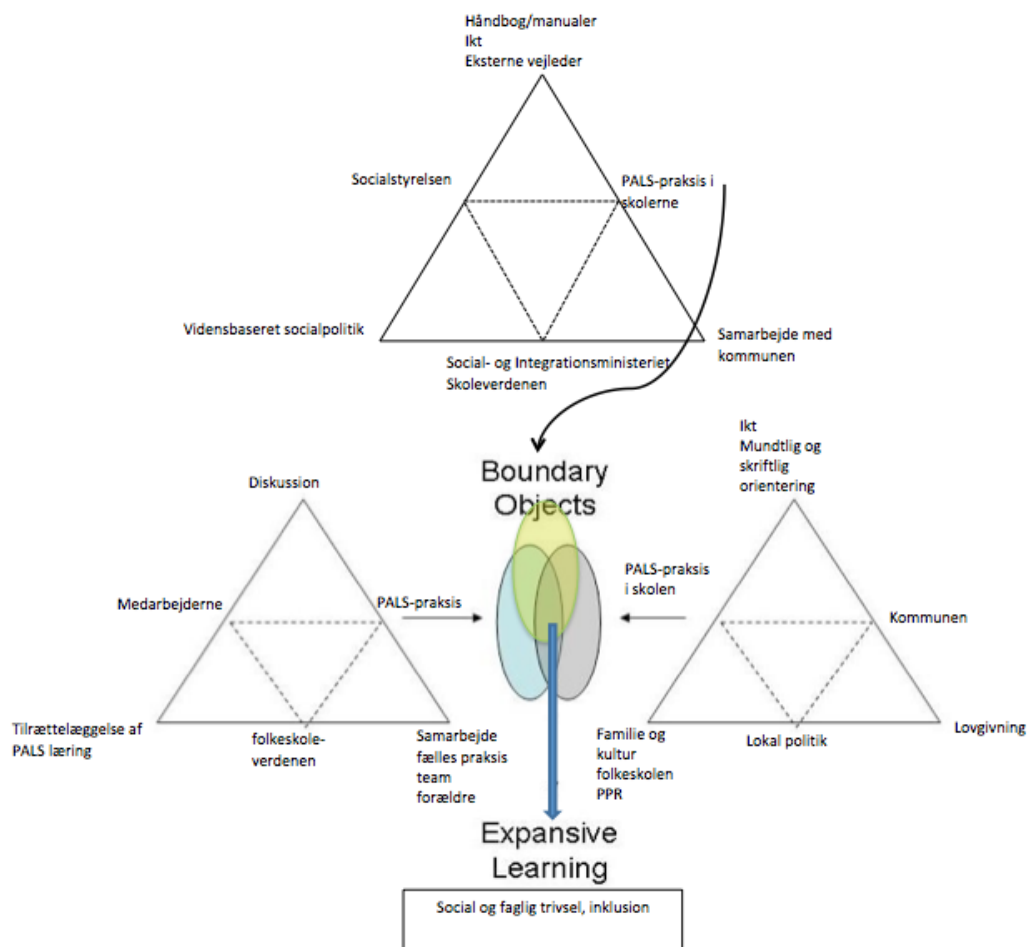 Håndbog/manualer
Ikt
Eksterne vejleder
Socialstyrelsen
PALS-praksis i
skolerne
Vidensbaseret socialpolitik
Samarbejde med
kommunen
Social- og Integrationsministeriet
Skoleverdenen
Boundary
Objects
Diskussion
Ikt
Mundtlig og
skriftlig
orientering
Medarbejderne
PALS-praksis
PALS-praksis
i skolen
Kommunen
Tilrættelæggelse af
PALS læring
folkeskole-
verdenen
Samarbejde
fælles praksis
team
forældre
Familie og
kultur
folkeskolen
PPR
Lokal politik
Lovgivning
Expansive
Learning
Social og faglig trivsel, inklusion